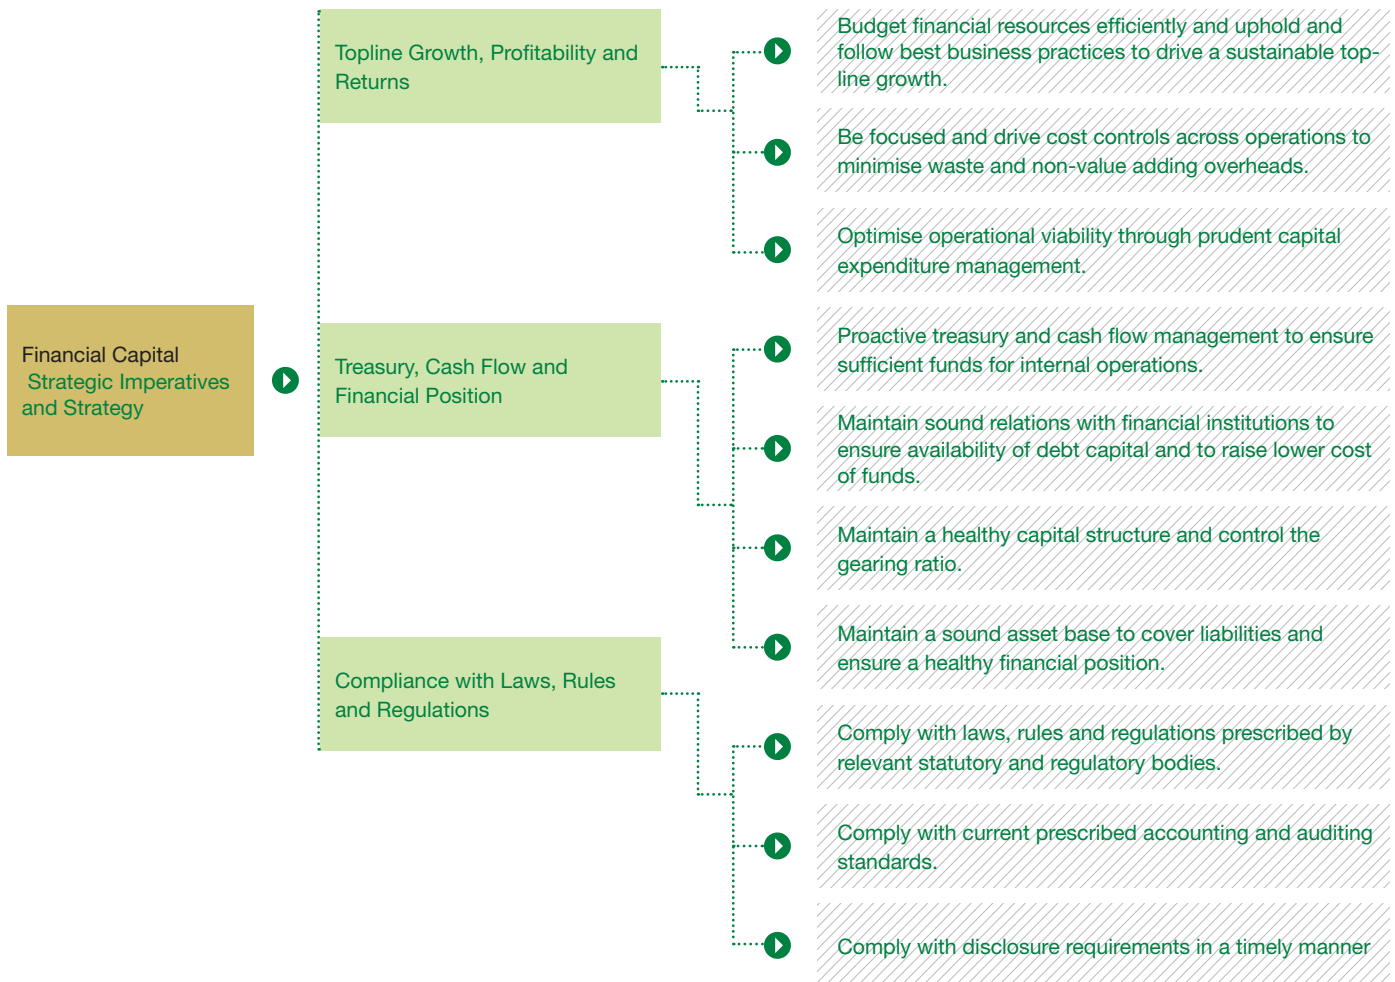 Financial Capital
Strategic Imperatives
and Strategy
Topline Growth, Profitability and
Returns
Budget financial resources efficiently and uphold and
follow best business practices to drive a sustainable top-
line growth.
Be focused and drive cost controls across operations to
minimise waste and non-value adding overheads.
Optimise operational viability through prudent capital
expenditure management.
Treasury, Cash Flow and
Financial Position
Proactive treasury and cash flow management to ensure
sufficient funds for internal operations.
Maintain sound relations with financial institutions to
ensure availability of debt capital and to raise lower cost
of funds.
Maintain a healthy capital structure and control the
gearing ratio.
Maintain a sound asset base to cover liabilities and
ensure a healthy financial position.
Compliance with Laws, Rules
and Regulations
Comply with laws, rules and regulations prescribed by
relevant statutory and regulatory bodies.
Comply with current prescribed accounting and auditing
standards.
Comply with disclosure requirements in a timely manner